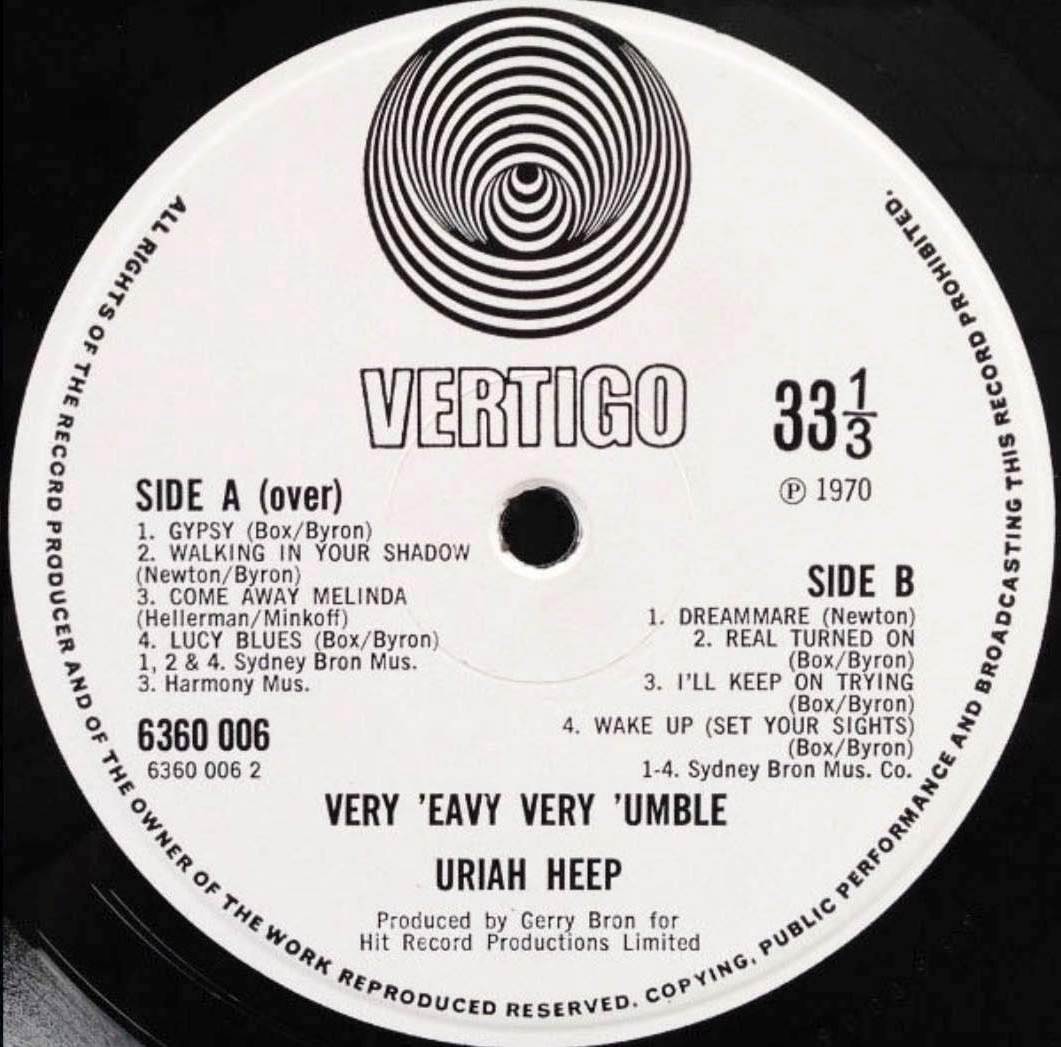 VERTIGO
33 1/3
℗ 1970
SIDE A (over)
1. GYPSY (Box/Byron)
2. WALKING IN YOUR SHADOW
(Newton/Byron)
3. COME AWAY MELINDA
(Hellerman/Minkoff)
4. LUCY BLUES (Box/Byron)
1, 2 & 4. Sydney Bron Mus.
3. Harmony Mus.
6360 006
6360 006 2
SIDE B
1. DREAMMARE (Newton)
2. REAL TURNED ON
(Box/Byron)
3. I'LL KEEP ON TRYING
(Box/Byron)
4. WAKE UP (SET YOUR SIGHTS)
(Box/Byron)
1-4. Sydney Bron Mus. Co.
VERY 'EAVY VERY 'UMBLE
URIAH HEEP
Produced by Gerry Bron for
Hit Record Productions Limited
ALL RIGHTS OF THE RECORD PRODUCER AND OF THE OWNER OF THE WORK REPRODUCED RESERVED. COPYING, PUBLIC PERFORMANCE AND BROADCASTING THIS RECORD PROHIBITED.